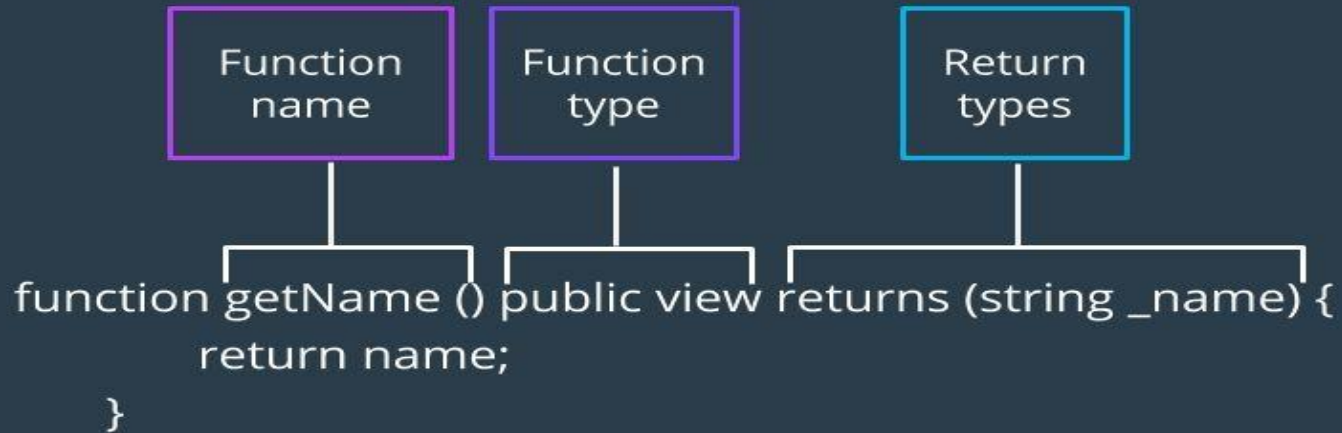 Function
name
Function
type
Return
types
function getName () public view returns (string _name) {
return name;
}